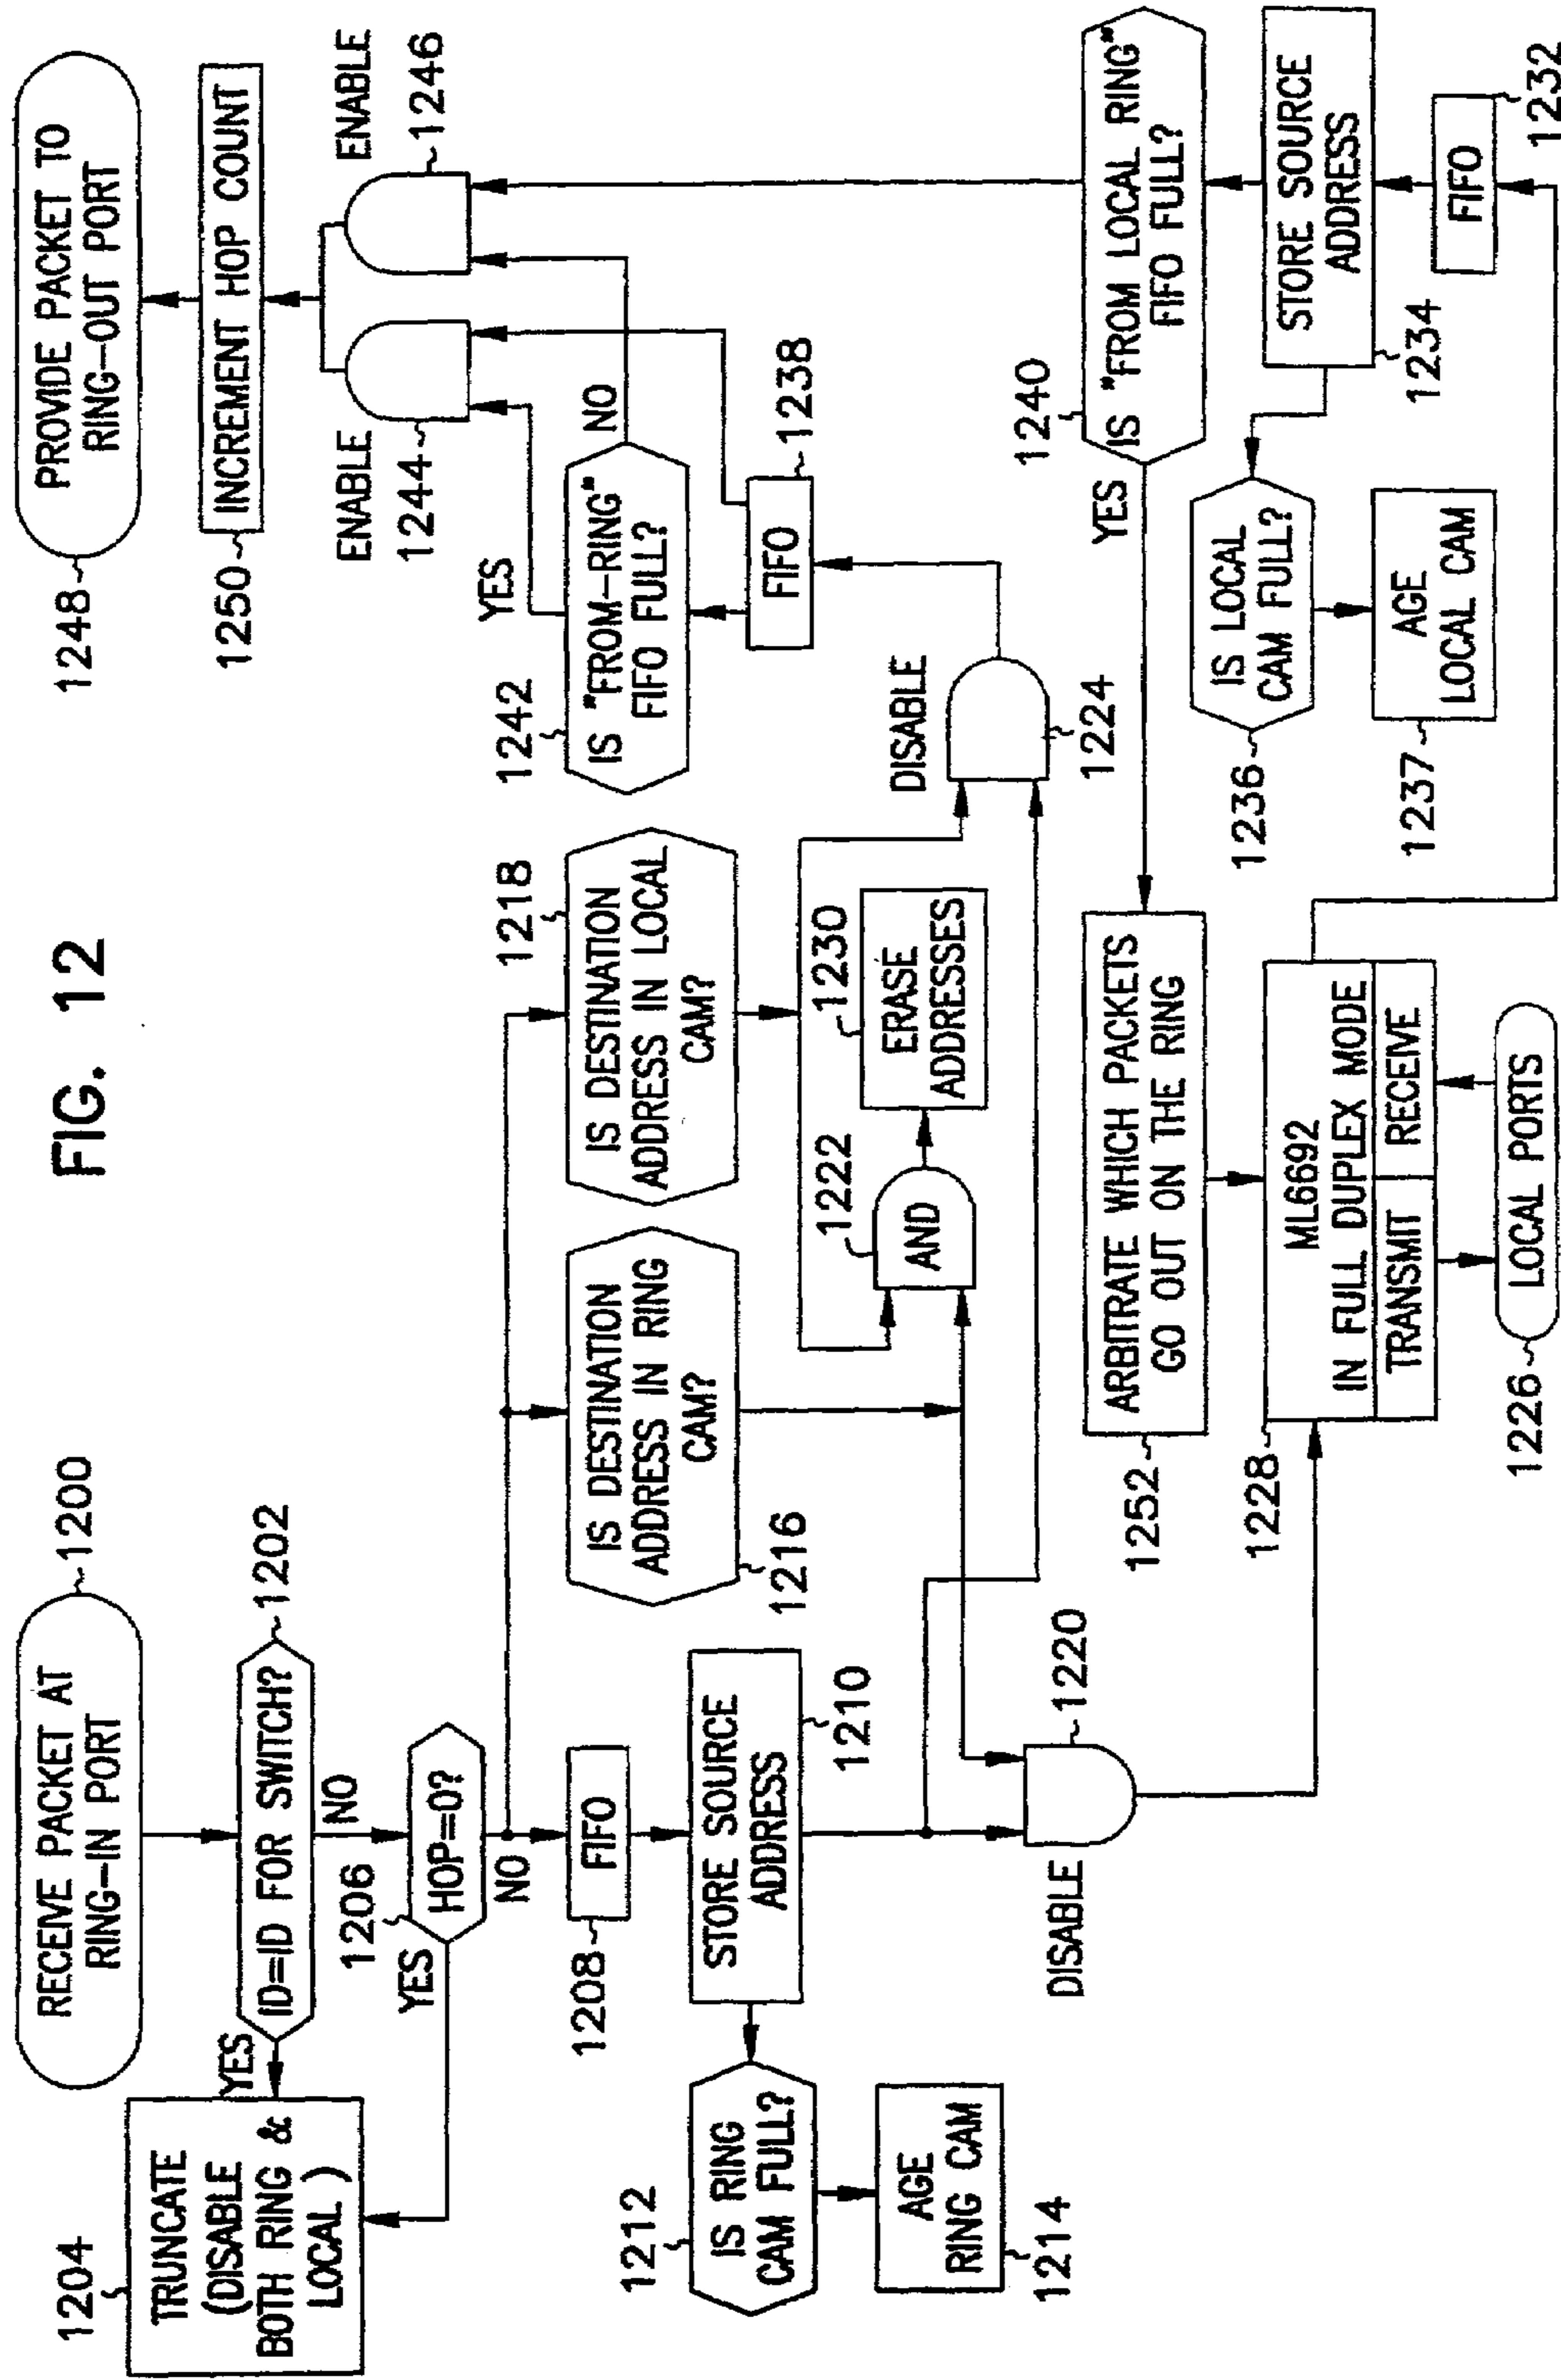 FIG. 12
RECEIVE PACKET AT
RING-IN PORT
1200
ID=ID FOR SWITCH?
1202
YES
NO
1204
TRUNCATE
(DISABLE
BOTH RING &
LOCAL )
1206
HOP=0?
YES
NO
1208
FIFO
STORE SOURCE
ADDRESS
1210
1212
IS RING
CAM FULL?
AGE
RING CAM
1214
IS DESTINATION
ADDRESS IN RING
CAM?
1216
1218
IS DESTINATION
ADDRESS IN LOCAL
CAM?
DISABLE
1220
1222
AND
1230
ERASE
ADDRESSES
DISABLE
1224
1248
PROVIDE PACKET TO
RING-OUT PORT
1250
INCREMENT HOP COUNT
ENABLE
1244
ENABLE
1246
1242
IS "FROM-RING"
FIFO FULL?
YES
NO
FIFO
1238
1240
IS "FROM LOCAL RING"
FIFO FULL?
YES
STORE SOURCE
ADDRESS
1234
FIFO
1232
1236
IS LOCAL
CAM FULL?
1237
AGE
LOCAL CAM
1252
ARBITRATE WHICH PACKETS
GO OUT ON THE RING
1228
ML6692
IN FULL DUPLEX MODE
TRANSMIT
RECEIVE
1226
LOCAL PORTS